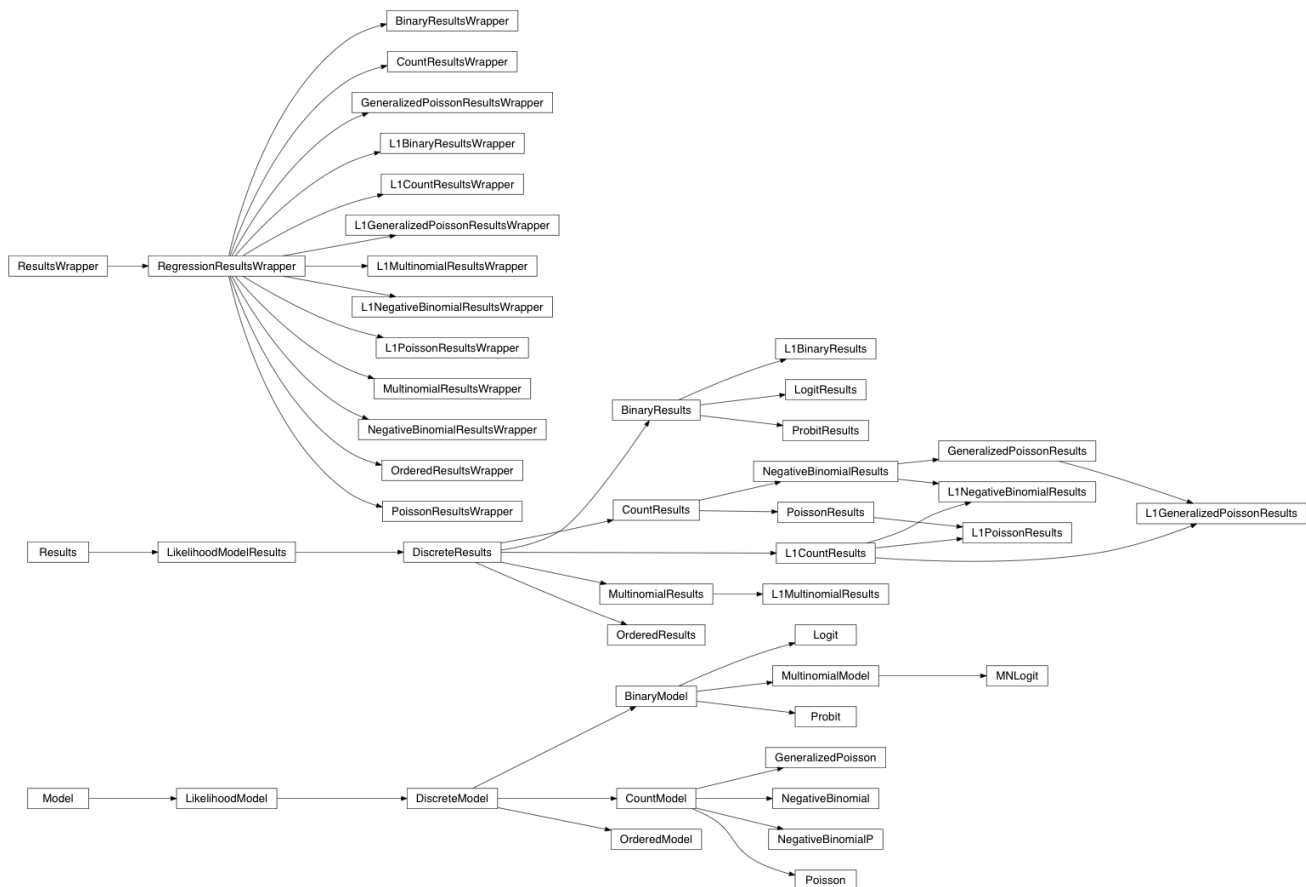 BinaryResultsWrapper
CountResultsWrapper
GeneralizedPoissonResultsWrapper
L1BinaryResultsWrapper
L1CountResultsWrapper
L1GeneralizedPoissonResultsWrapper
ResultsWrapper
RegressionResultsWrapper
L1MultinomialResultsWrapper
L1NegativeBinomialResultsWrapper
L1PoissonResultsWrapper
MultinomialResultsWrapper
NegativeBinomialResultsWrapper
OrderedResultsWrapper
PoissonResultsWrapper
L1BinaryResults
LogitResults
BinaryResults
ProbitResults
GeneralizedPoissonResults
NegativeBinomialResults
L1NegativeBinomialResults
CountResults
PoissonResults
L1GeneralizedPoissonResults
L1PoissonResults
Results
LikelihoodModelResults
DiscreteResults
L1CountResults
MultinomialResults
L1MultinomialResults
OrderedResults
Logit
MultinomialModel
MNLogit
BinaryModel
Probit
GeneralizedPoisson
Model
LikelihoodModel
DiscreteModel
CountModel
NegativeBinomial
OrderedModel
NegativeBinomialP
Poisson